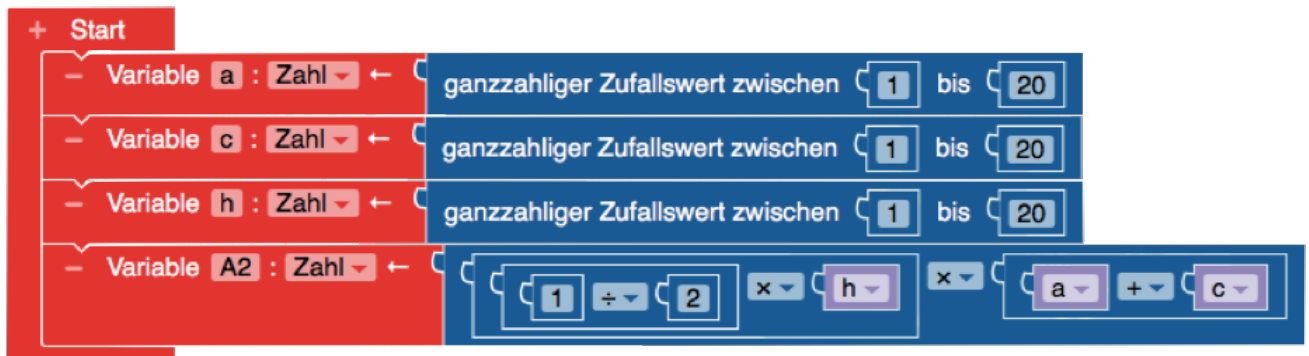 + Start
– Variable a : Zahl ← ganzzahliger Zufallswert zwischen 1 bis 20
– Variable c : Zahl ← ganzzahliger Zufallswert zwischen 1 bis 20
– Variable h : Zahl ← ganzzahliger Zufallswert zwischen 1 bis 20
– Variable A2 : Zahl ← 1 ÷ 2 × h × a + c